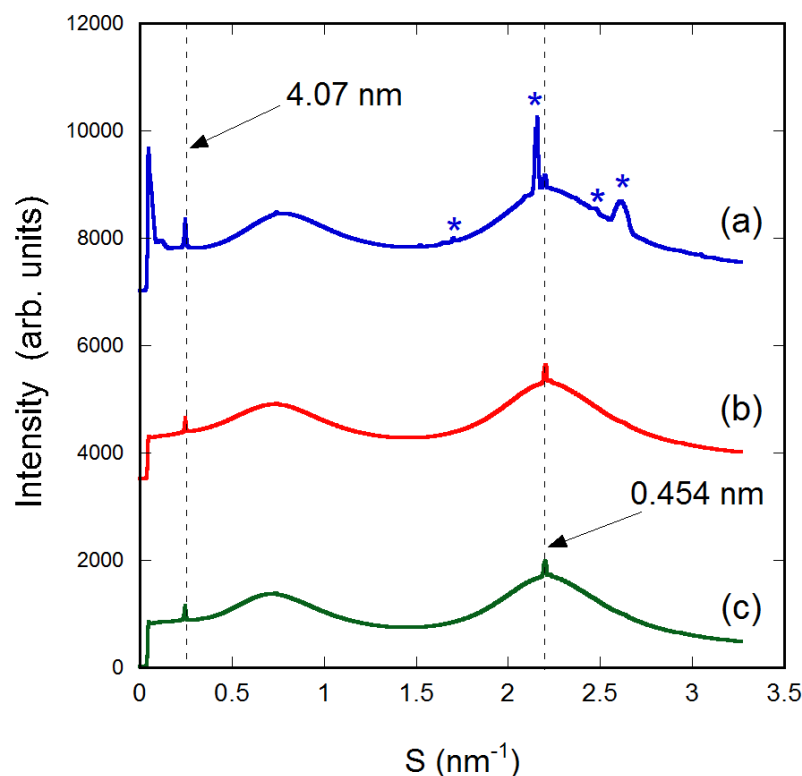 12000
10000
8000
6000
4000
2000
0
Intensity (arb. units)
4.07 nm
*
*
*
*
(a)
(b)
0.454 nm
(c)
0 0.5 1 1.5 2 2.5 3 3.5
S (nm⁻¹)